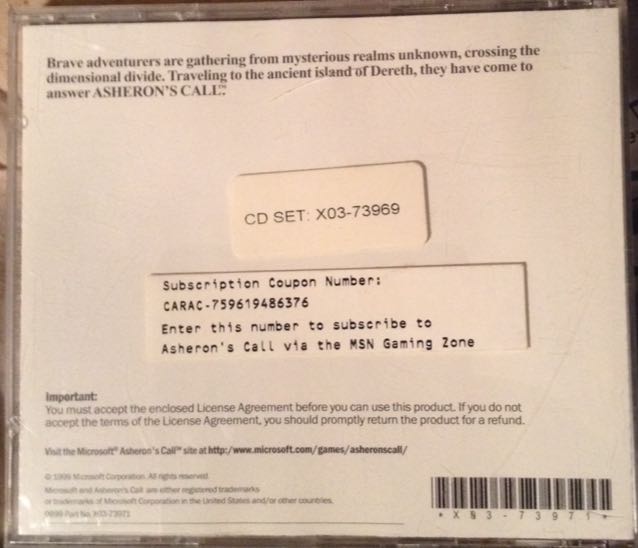 Brave adventurers are gathering from mysterious realms unknown, crossing the
dimensional divide. Traveling to the ancient island of Dereth, they have come to
answer ASHERON'S CALL™.
CD SET: X03-73969
Subscription Coupon Number:
CARAC-759619486376
Enter this number to subscribe to
Asheron's Call via the MSN Gaming Zone
Important:
You must accept the enclosed License Agreement before you can use this product. If you do not
accept the terms of the License Agreement, you should promptly return the product for a refund.
Visit the Microsoft® Asheron's Call™ site at http://www.microsoft.com/games/asheronscall/
© 1999 Microsoft Corporation. All rights reserved.
Microsoft and Asheron's Call are either registered trademarks
or trademarks of Microsoft Corporation in the United States and/or other countries.
0899 Part No. X03-73971
*X03-73971*